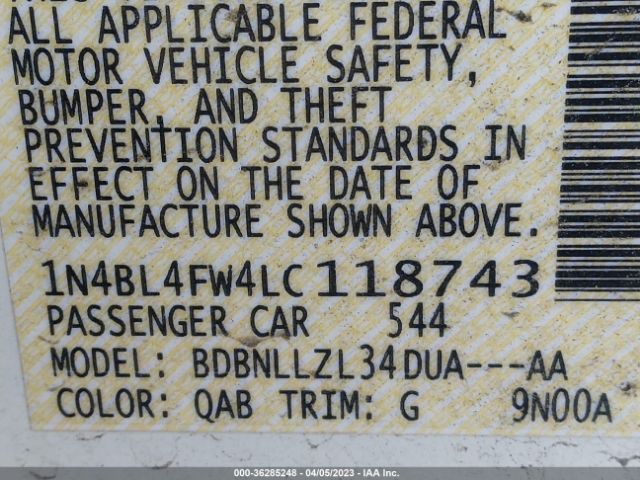 ALL APPLICABLE FEDERAL
MOTOR VEHICLE SAFETY,
BUMPER, AND THEFT
PREVENTION STANDARDS IN
EFFECT ON THE DATE OF
MANUFACTURE SHOWN ABOVE.
1N4BL4FW4LC118743
PASSENGER CAR 544
MODEL: BDBNLLZL34DUA---AA
COLOR: QAB TRIM: G 9N00A
000-36285248 - 04/05/2023 - IAA Inc.